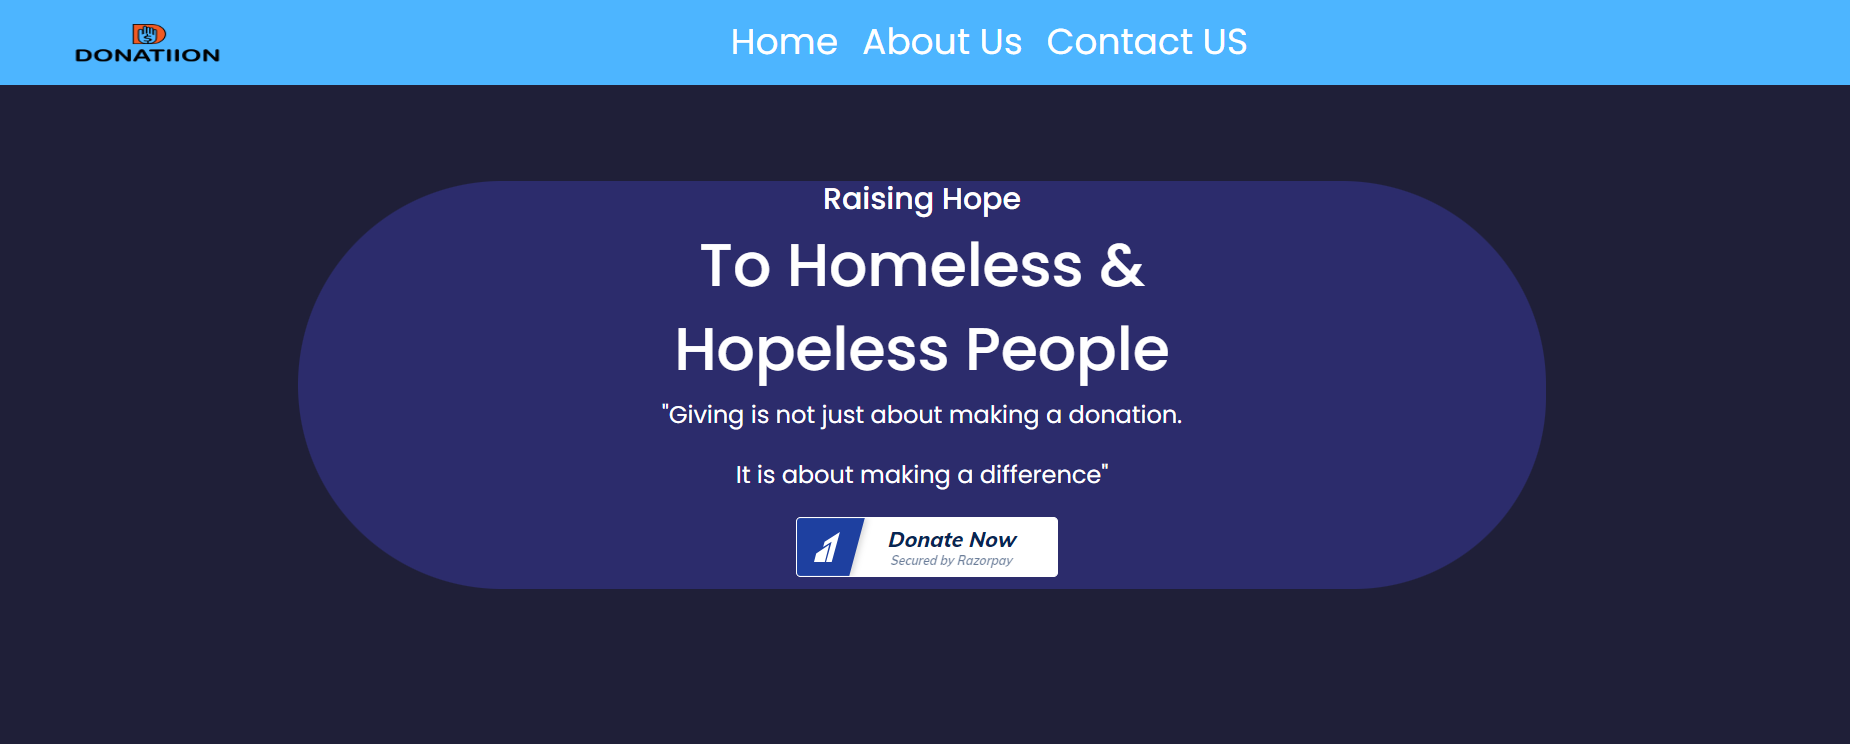 DONATIION
Home About Us Contact US
Raising Hope
To Homeless &
Hopeless People
"Giving is not just about making a donation.
It is about making a difference"
Donate Now
Secured by Razorpay